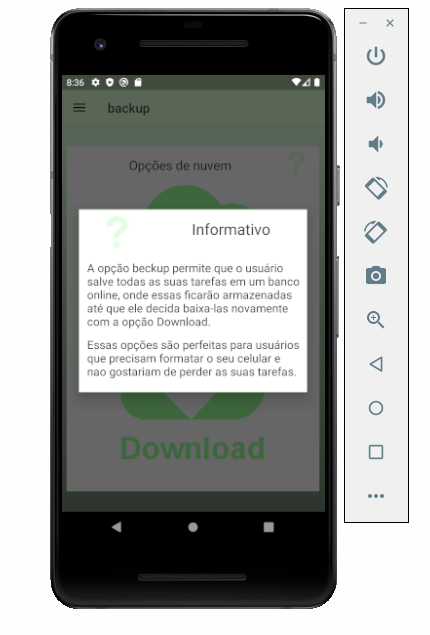 8:36
backup
Opções de nuvem
?
? Informativo
A opção beckup permite que o usuário
salve todas as suas tarefas em um banco
online, onde essas ficarão armazenadas
até que ele decida baixa-las novamente
com a opção Download.
Essas opções são perfeitas para usuários
que precisam formatar o seu celular e
nao gostariam de perder as suas tarefas.
Download